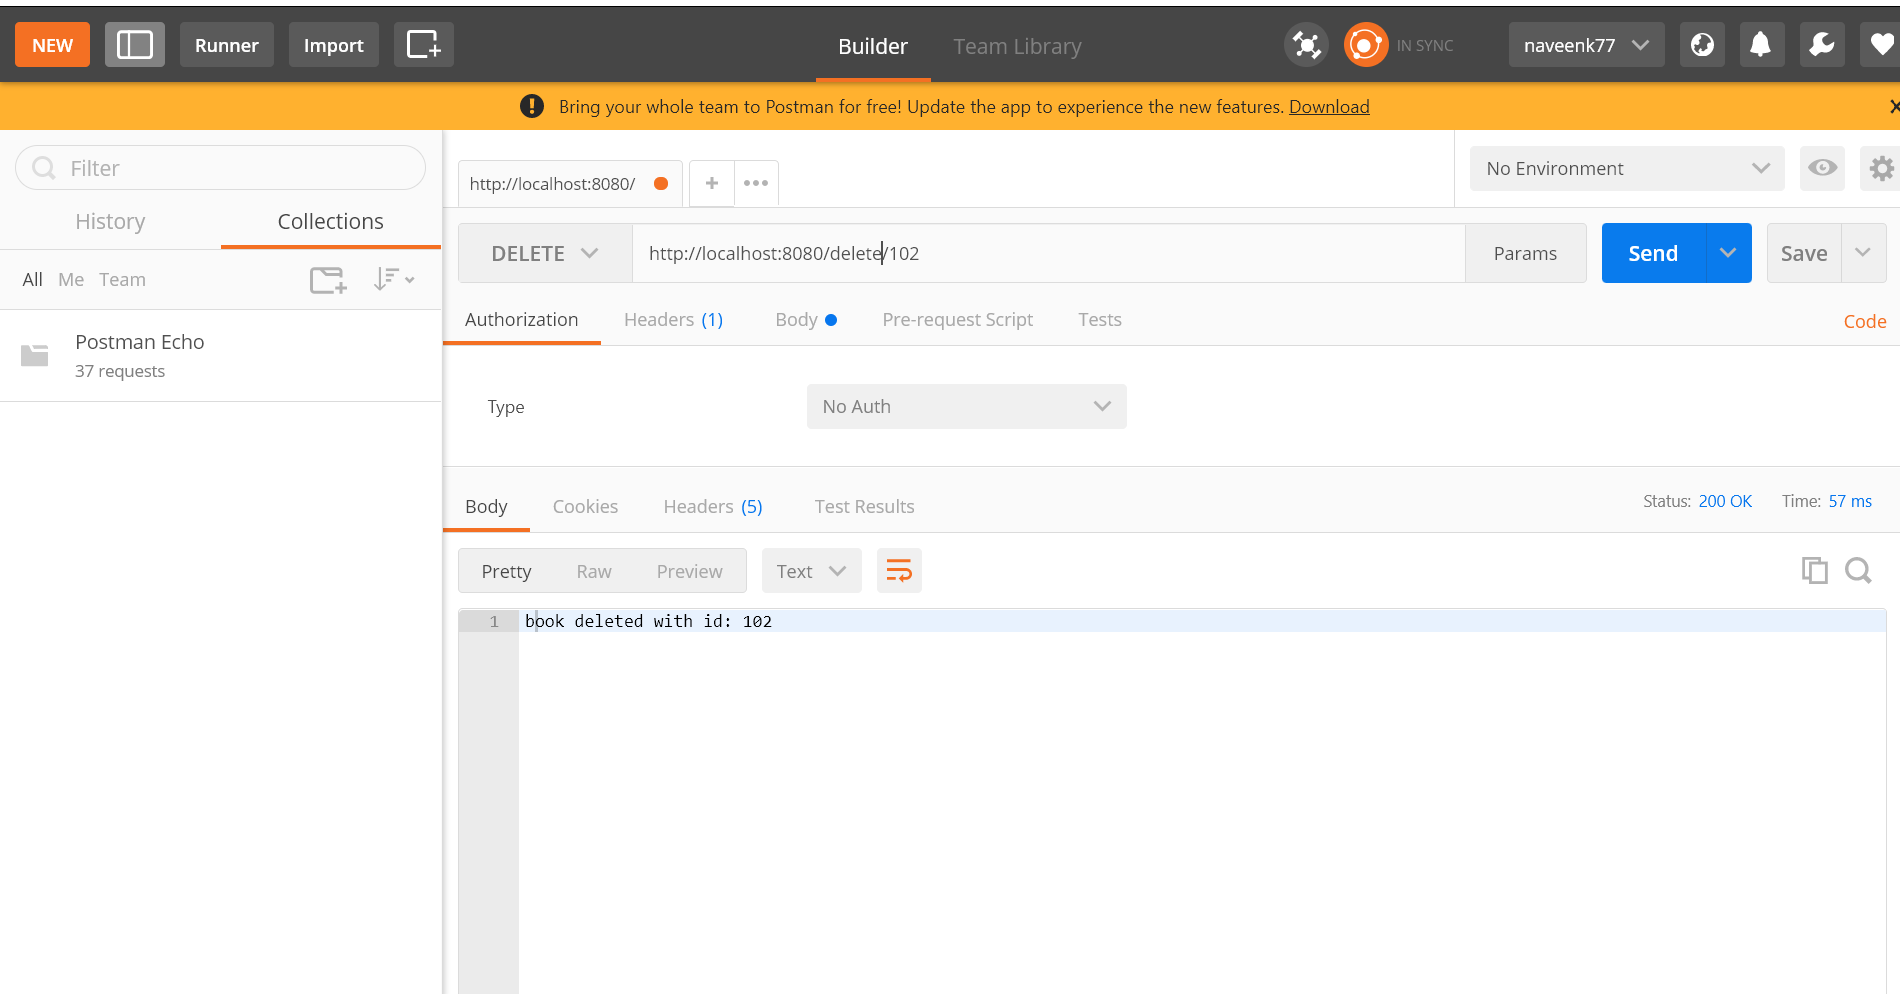 NEW Runner Import Builder Team Library IN SYNC naveenk77
Bring your whole team to Postman for free! Update the app to experience the new features. Download
Filter
History Collections
All Me Team
Postman Echo
37 requests
http://localhost:8080/ + No Environment
DELETE http://localhost:8080/delete/102 Params Send Save
Authorization Headers (1) Body Pre-request Script Tests Code
Type No Auth
Body Cookies Headers (5) Test Results Status: 200 OK Time: 57 ms
Pretty Raw Preview Text
1 book deleted with id: 102